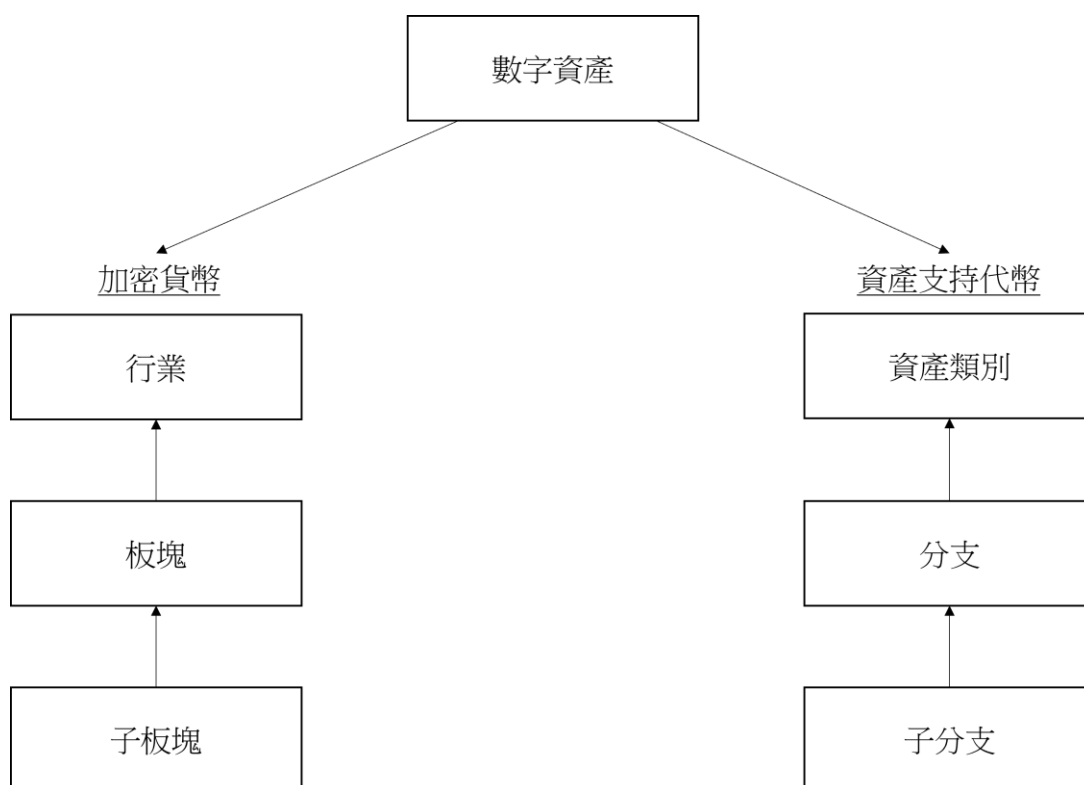 數字資產
加密貨幣
資產支持代幣
行業
資產類別
板塊
分支
子板塊
子分支